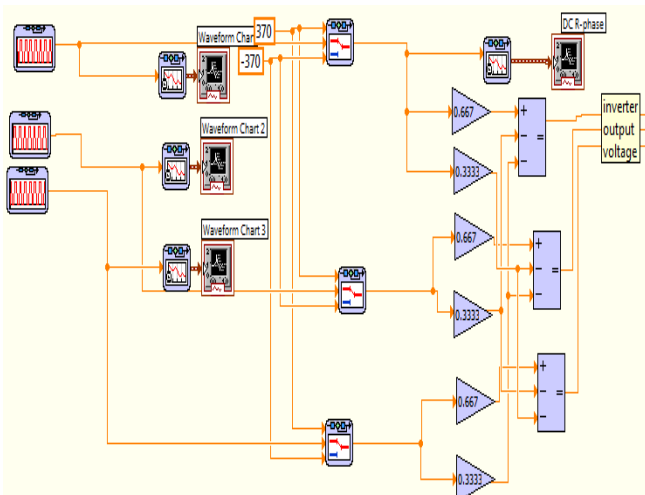 DC R-phase
Waveform Char
370
-370
0.667
inverter
output
voltage
Waveform Chart 2
0.3333
Waveform Chart 3
0.667
0.3333
0.667
0.3333